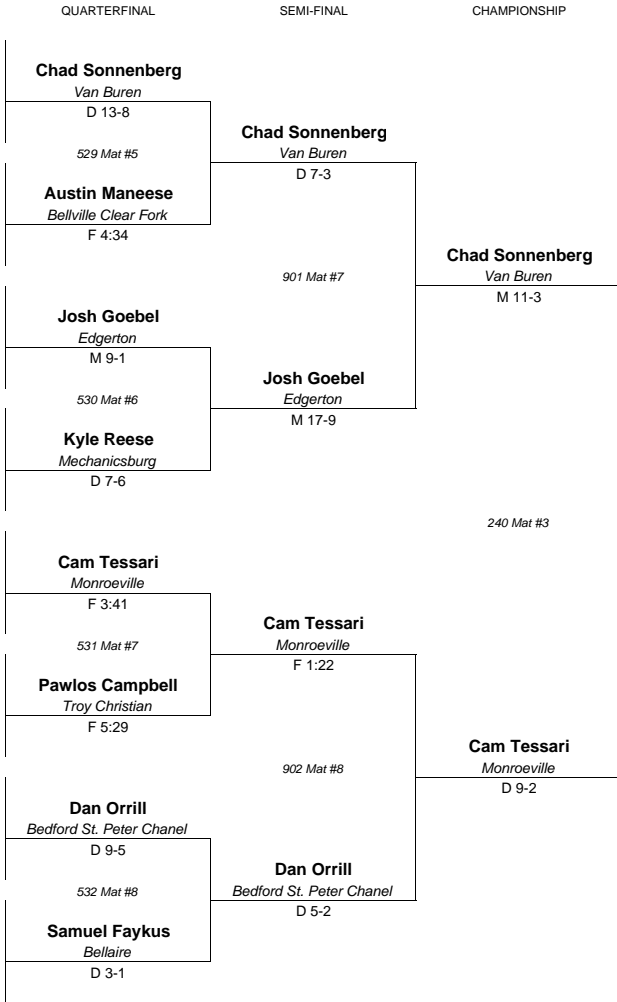 QUARTERFINAL SEMI-FINAL CHAMPIONSHIP
Chad Sonnenberg
Van Buren
D 13-8
529 Mat #5
Austin Maneese
Bellville Clear Fork
F 4:34
Josh Goebel
Edgerton
M 9-1
530 Mat #6
Kyle Reese
Mechanicsburg
D 7-6
Cam Tessari
Monroeville
F 3:41
531 Mat #7
Pawlos Campbell
Troy Christian
F 5:29
Dan Orrill
Bedford St. Peter Chanel
D 9-5
532 Mat #8
Samuel Faykus
Bellaire
D 3-1
Chad Sonnenberg
Van Buren
D 7-3
901 Mat #7
Josh Goebel
Edgerton
M 17-9
Cam Tessari
Monroeville
F 1:22
902 Mat #8
Dan Orrill
Bedford St. Peter Chanel
D 5-2
Chad Sonnenberg
Van Buren
M 11-3
240 Mat #3
Cam Tessari
Monroeville
D 9-2